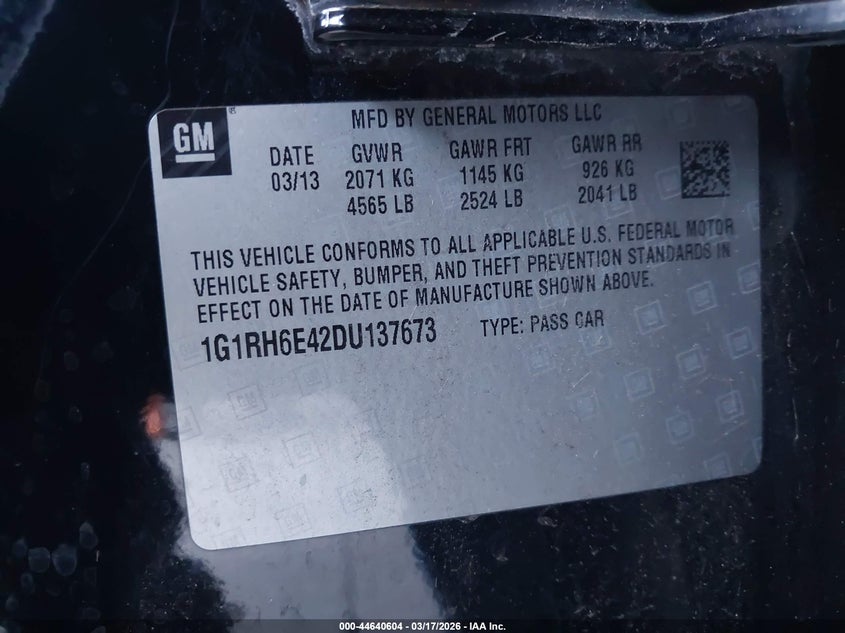 GM
®
MFD BY GENERAL MOTORS LLC
DATE GVWR GAWR FRT GAWR RR
03/13 2071 KG 1145 KG 926 KG
4565 LB 2524 LB 2041 LB
THIS VEHICLE CONFORMS TO ALL APPLICABLE U.S. FEDERAL MOTOR
VEHICLE SAFETY, BUMPER, AND THEFT PREVENTION STANDARDS IN
EFFECT ON THE DATE OF MANUFACTURE SHOWN ABOVE.
1G1RH6E42DU137673 TYPE: PASS CAR
000-44640604 — 03/17/2026 — IAA Inc.